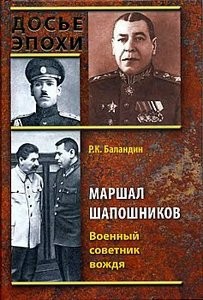 ДОСЬЕ
ЭПОХИ
Р.К. Баландин
МАРШАЛ
ШАПОШНИКОВ
Военный
советник
вождя